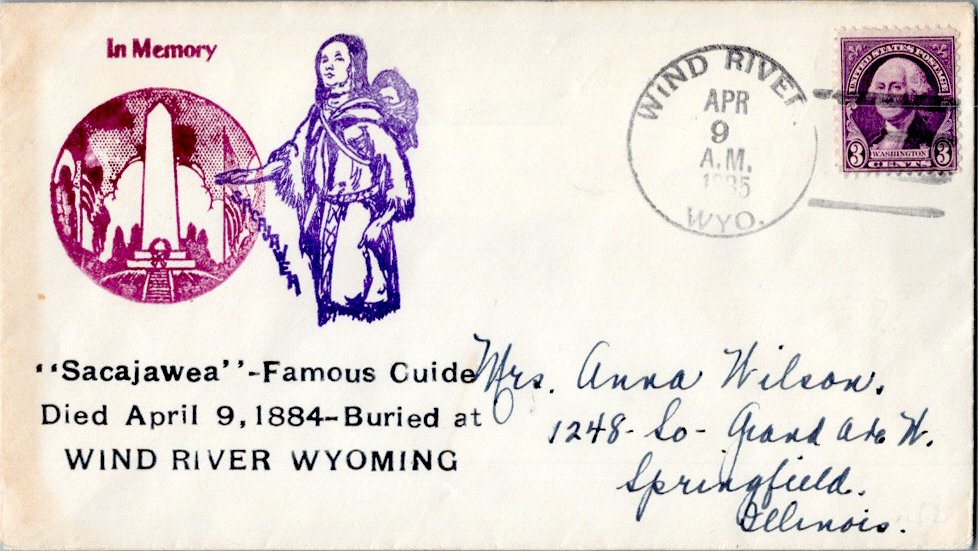 In Memory
SACAJAWEA
WIND RIVER
APR
9
A.M.
1935
WYO.
UNITED STATES POSTAGE
3 WASHINGTON 3
CENTS
“Sacajawea”-Famous Guide
Died April 9, 1884-Buried at
WIND RIVER WYOMING
Mrs. Anna Wilson.
1248- So- Grand Ave W.
Springfield.
Illinois.